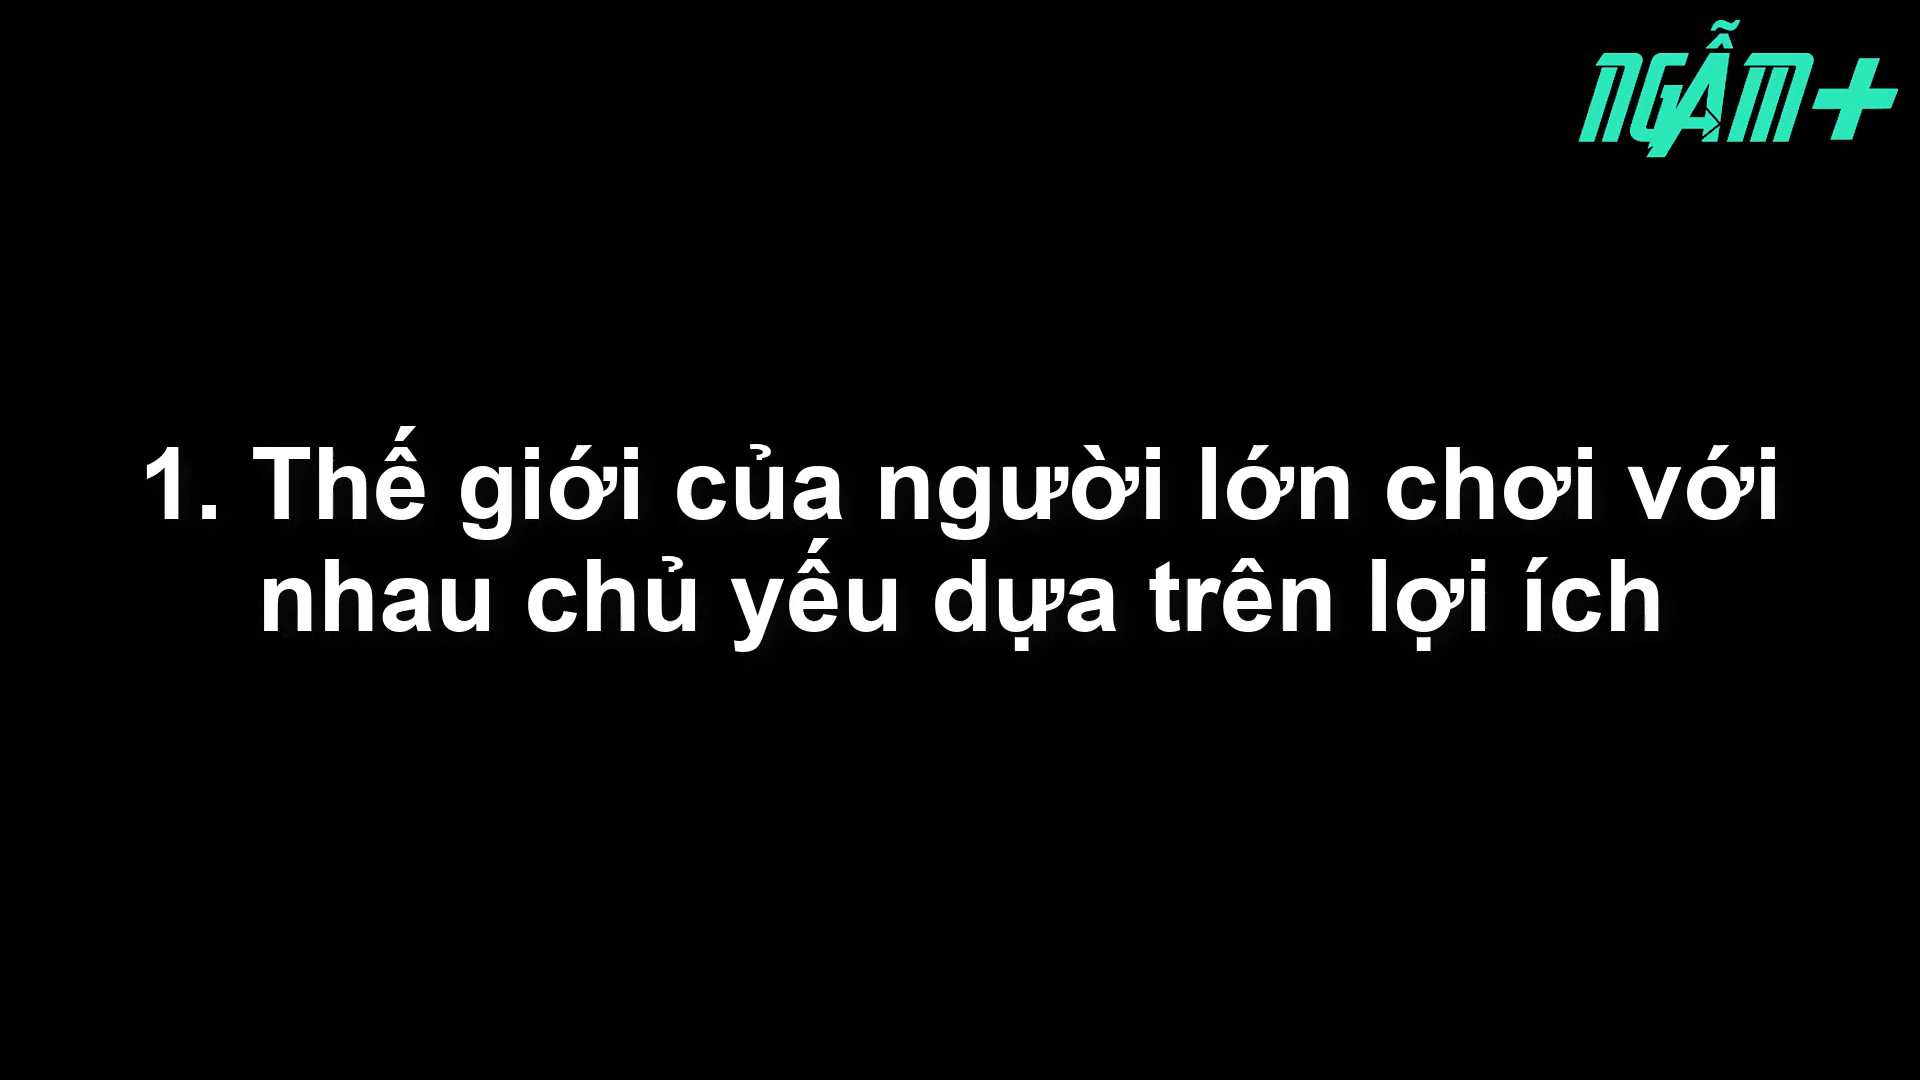 NGẪM+
1. Thế giới của người lớn chơi với
nhau chủ yếu dựa trên lợi ích